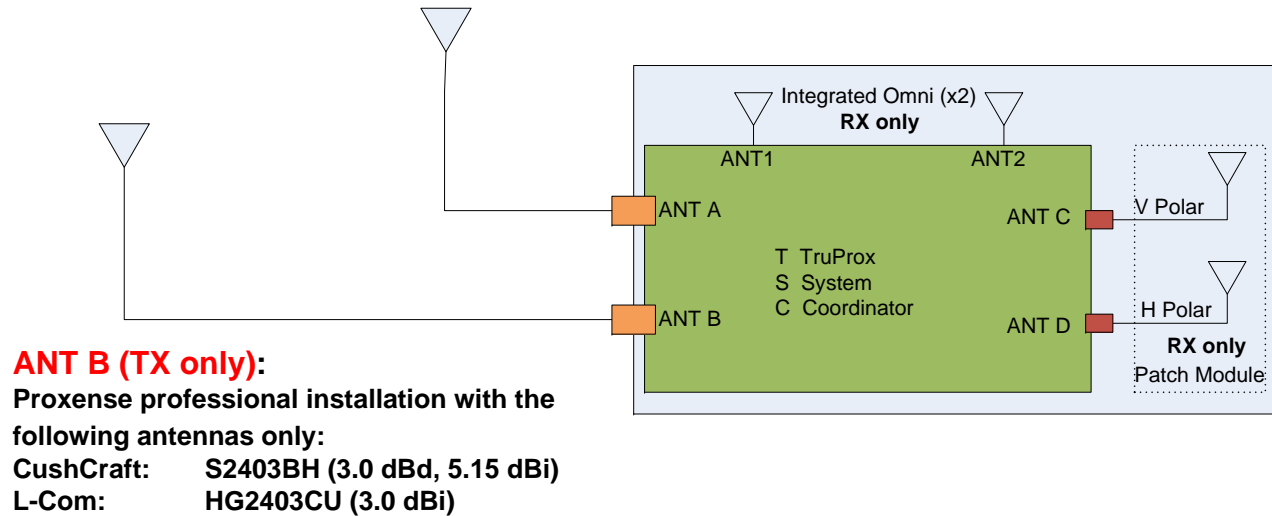 Integrated Omni (x2)
RX only
ANT1
ANT2
ANT A
ANT C
V Polar
T TruProx
S System
C Coordinator
ANT B
ANT D
H Polar
RX only
Patch Module
ANT B (TX only):
Proxense professional installation with the
following antennas only:
CushCraft: S2403BH (3.0 dBd, 5.15 dBi)
L-Com: HG2403CU (3.0 dBi)